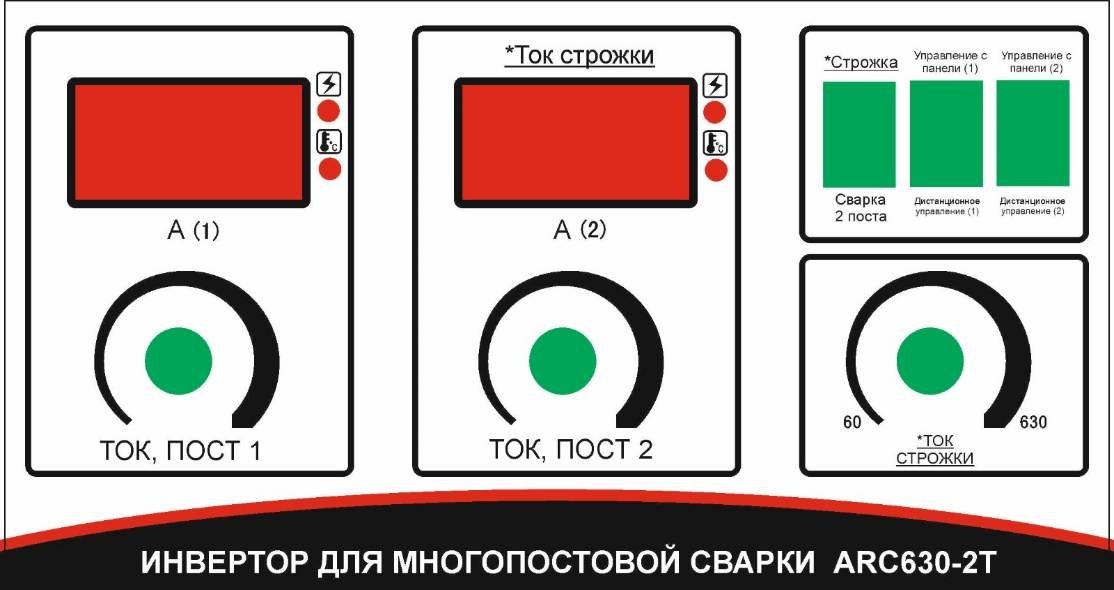 А (1)
ТОК, ПОСТ 1
*Ток строжки
А (2)
ТОК, ПОСТ 2
*Строжка
Управление с
панели (1)
Управление с
панели (2)
Сварка
2 поста
Дистанционное
управление (1)
Дистанционное
управление (2)
60
630
*ТОК
СТРОЖКИ
ИНВЕРТОР ДЛЯ МНОГОПОСТОВОЙ СВАРКИ ARC630-2T